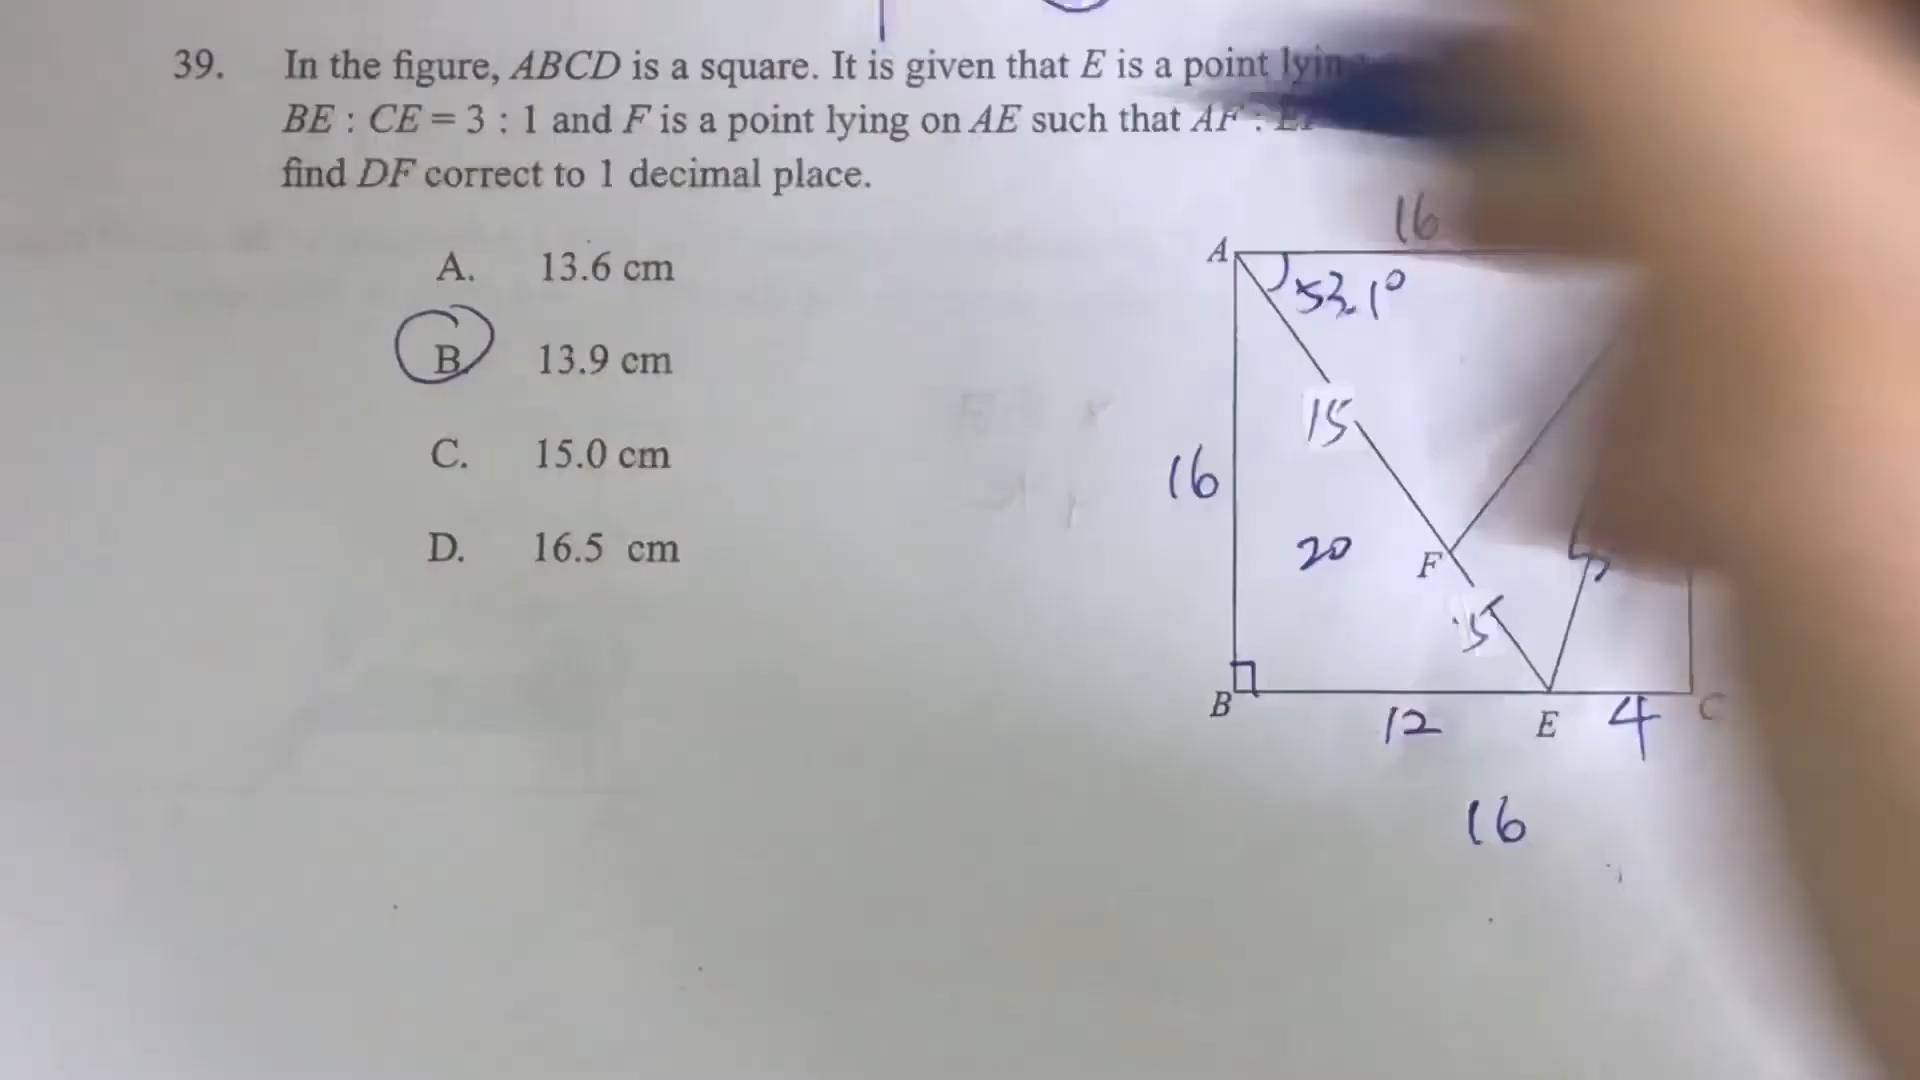 39. In the figure, ABCD is a square. It is given that E is a point
BE : CE = 3 : 1 and F is a point lying on AE such that AF :
find DF correct to 1 decimal place.
A. 13.6 cm
B. 13.9 cm
C. 15.0 cm
D. 16.5 cm
16
A
53.1°
15
16
20
F
5
B
12
E
4
C
16